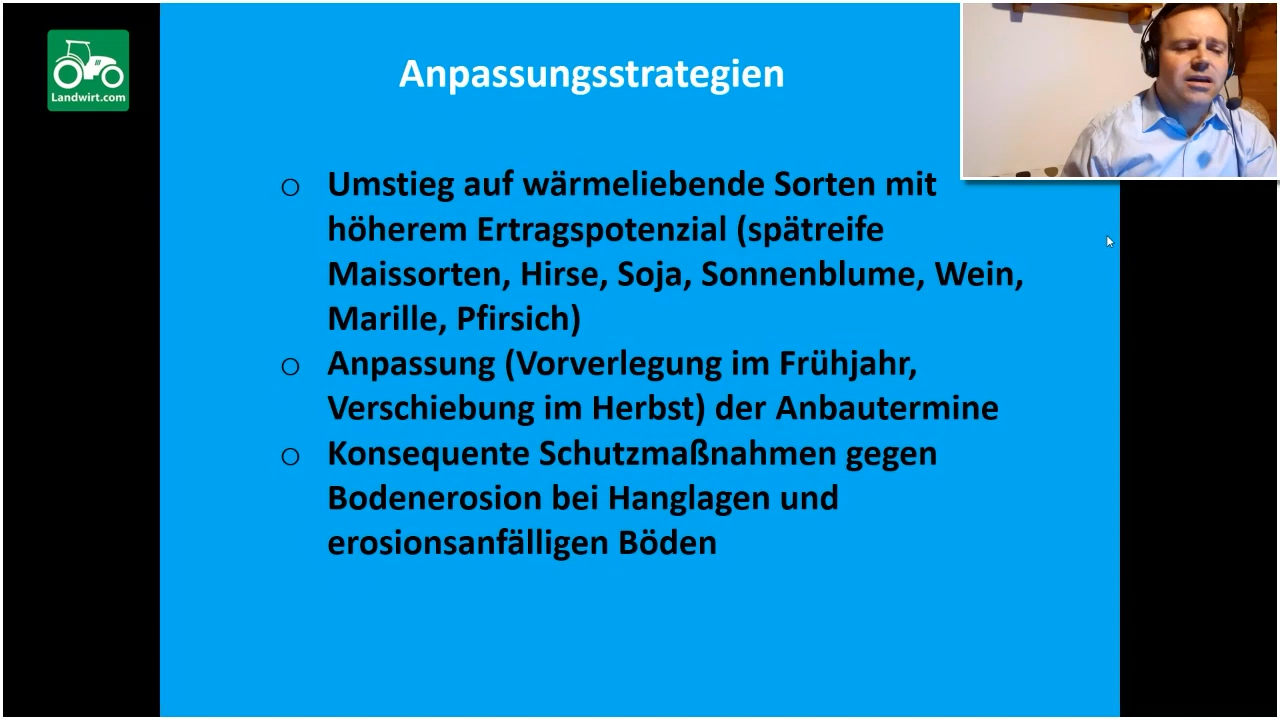 Landwirt.com
Anpassungsstrategien
o Umstieg auf wärmeliebende Sorten mit
höherem Ertragspotenzial (spätreife
Maissorten, Hirse, Soja, Sonnenblume, Wein,
Marille, Pfirsich)
o Anpassung (Vorverlegung im Frühjahr,
Verschiebung im Herbst) der Anbautermine
o Konsequente Schutzmaßnahmen gegen
Bodenerosion bei Hanglagen und
erosionsanfälligen Böden